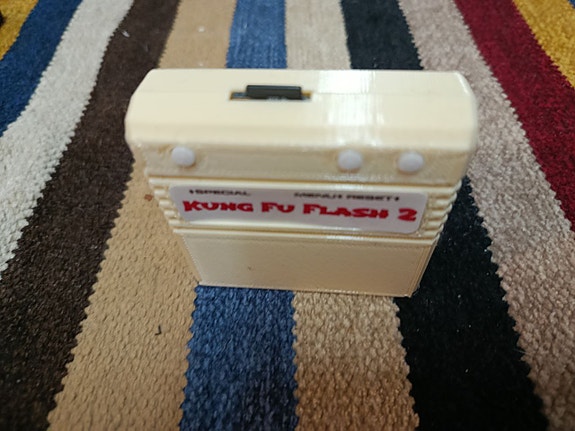 ↑SPECIAL MENU↑ RESET↑
KUNG FU FLASH 2